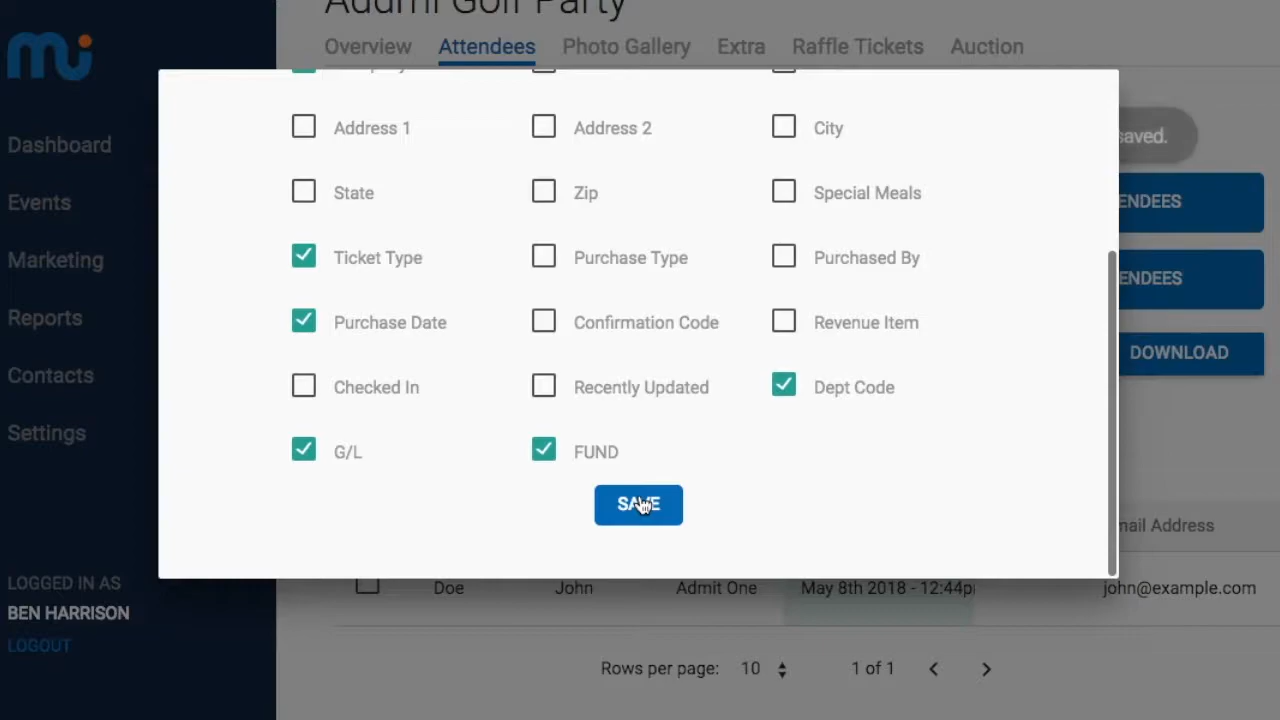 Addmi Golf Party
Overview Attendees Photo Gallery Extra Raffle Tickets Auction
mi
Dashboard
Events
Marketing
Reports
Contacts
Settings
LOGGED IN AS
BEN HARRISON
LOGOUT
Address 1 Address 2 City
State Zip Special Meals
Ticket Type Purchase Type Purchased By
Purchase Date Confirmation Code Revenue Item
Checked In Recently Updated Dept Code
G/L FUND
SAVE
saved.
ENDEES
ENDEES
DOWNLOAD
mail Address
Doe John Admit One May 8th 2018 - 12:44p john@example.com
Rows per page: 10 1 of 1